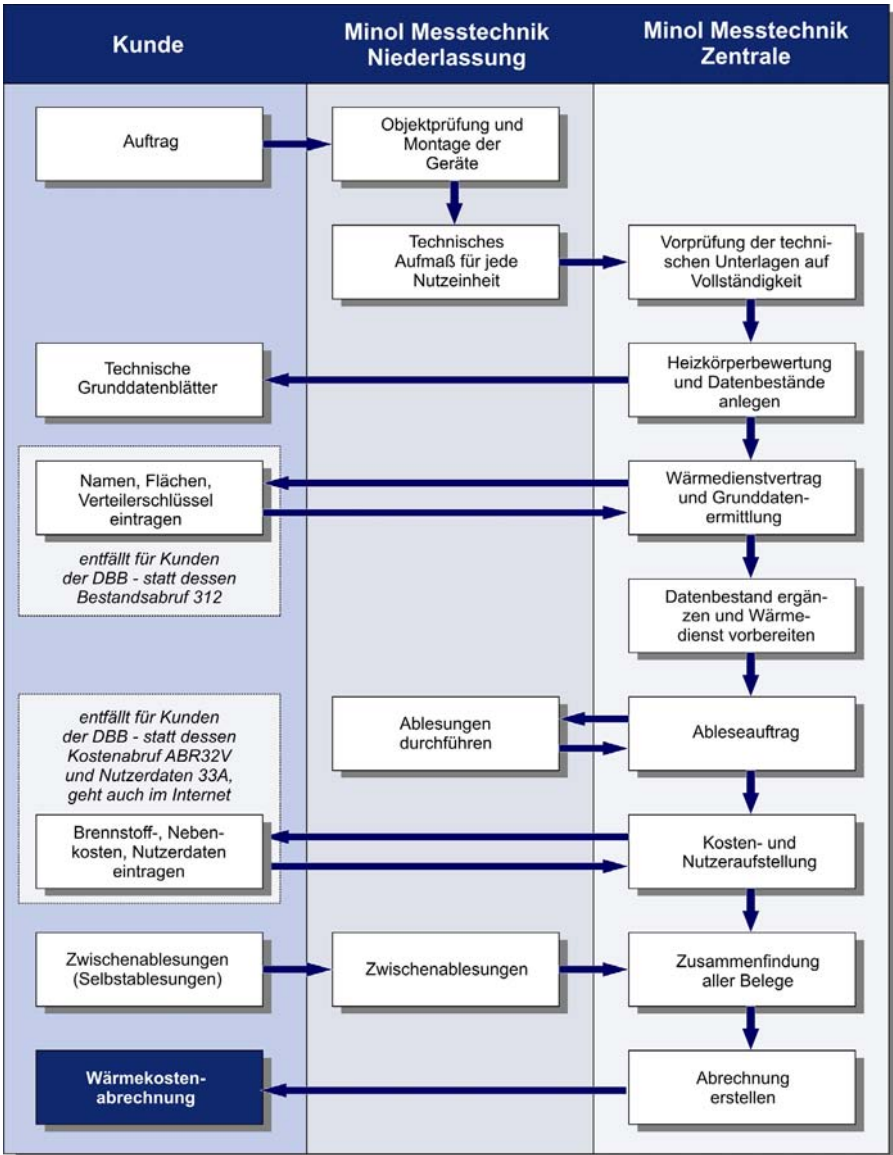 Kunde
Minol Messtechnik
Niederlassung
Minol Messtechnik
Zentrale
Auftrag
Objektprüfung und
Montage der
Geräte
Technisches
Aufmaß für jede
Nutzeinheit
Vorprüfung der techni-
schen Unterlagen auf
Vollständigkeit
Technische
Grunddatenblätter
Heizkörperbewertung
und Datenbestände
anlegen
Namen, Flächen,
Verteilerschlüssel
eintragen
entfällt für Kunden
der DBB - statt dessen
Bestandsabruf 312
Wärmedienstvertrag
und Grunddaten-
ermittlung
Datenbestand ergän-
zen und Wärme-
dienst vorbereiten
entfällt für Kunden
der DBB - statt dessen
Kostenabruf ABR32V
und Nutzerdaten 33A,
geht auch im Internet
Ablesungen
durchführen
Ableseauftrag
Brennstoff-, Neben-
kosten, Nutzerdaten
eintragen
Kosten- und
Nutzeraufstellung
Zwischenablesungen
(Selbstablesungen)
Zwischenablesungen
Zusammenfindung
aller Belege
Wärmekosten-
abrechnung
Abrechnung
erstellen